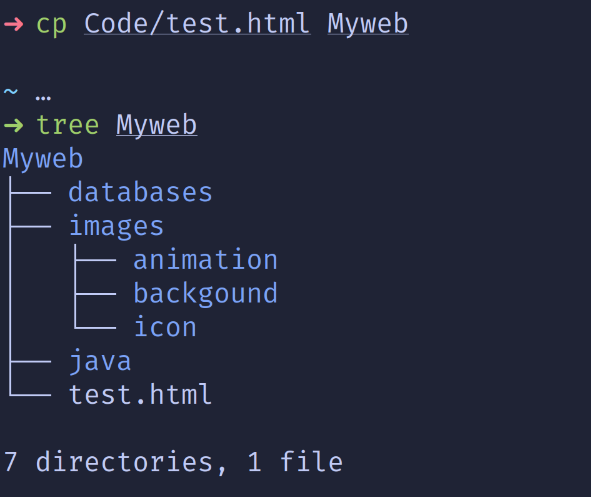 ➜ cp Code/test.html Myweb
~ …
➜ tree Myweb
Myweb
├── databases
├── images
│   ├── animation
│   ├── backgound
│   └── icon
├── java
└── test.html
7 directories, 1 file